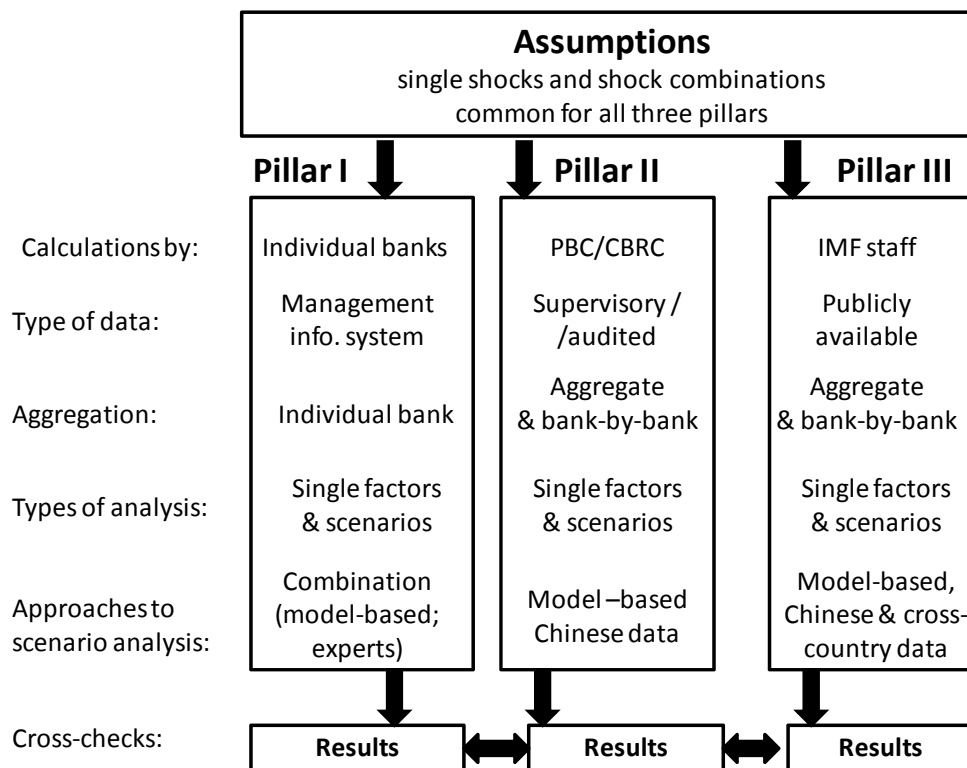 Assumptions
single shocks and shock combinations
common for all three pillars
Pillar I
Pillar II
Pillar III
Calculations by:
Individual banks
PBC/CBRC
IMF staff
Type of data:
Management
info. system
Supervisory /
/audited
Publicly
available
Aggregation:
Individual bank
Aggregate
& bank-by-bank
Aggregate
& bank-by-bank
Types of analysis:
Single factors
& scenarios
Single factors
& scenarios
Single factors
& scenarios
Approaches to
scenario analysis:
Combination
(model-based;
experts)
Model –based
Chinese data
Model-based,
Chinese & cross-
country data
Cross-checks:
Results
Results
Results